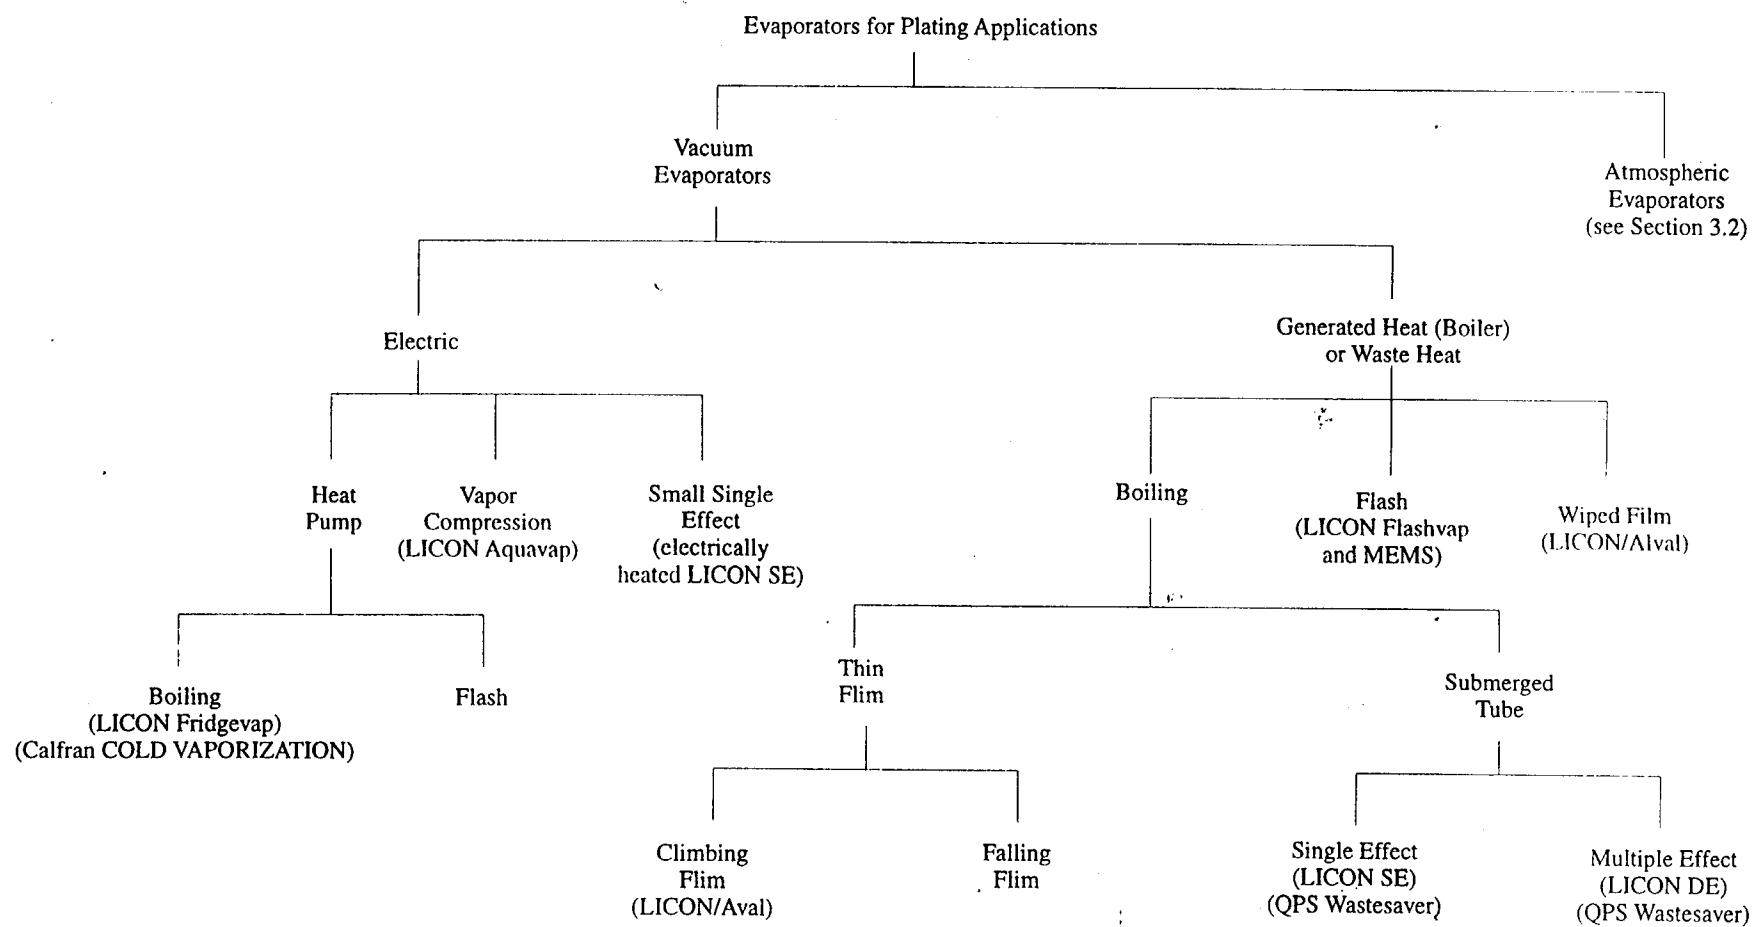 Evaporators for Plating Applications
Vacuum
Evaporators
Atmospheric
Evaporators
(see Section 3.2)
Electric
Generated Heat (Boiler)
or Waste Heat
Heat
Pump
Vapor
Compression
(LICON Aquavap)
Small Single
Effect
(electrically
heated LICON SE)
Boiling
Flash
(LICON Flashvap
and MEMS)
Wiped Film
(LICON/Alval)
Boiling
(LICON Fridgevap)
(Calfran COLD VAPORIZATION)
Flash
Thin
Flim
Submerged
Tube
Climbing
Flim
(LICON/Aval)
Falling
Flim
Single Effect
(LICON SE)
(QPS Wastesaver)
Multiple Effect
(LICON DE)
(QPS Wastesaver)